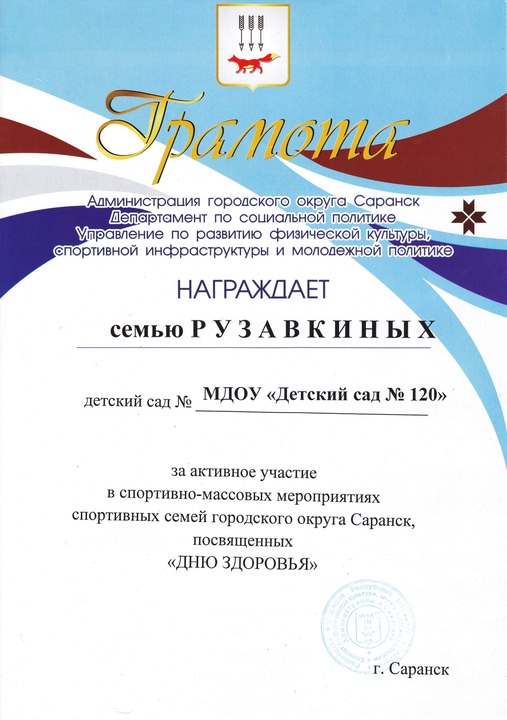 Грамота
Администрация городского округа Саранск
Департамент по социальной политике
Управление по развитию физической культуры,
спортивной инфраструктуры и молодежной политике
НАГРАЖДАЕТ
семью Р У З А В К И Н Ы Х
детский сад № МДОУ «Детский сад № 120»
за активное участие
в спортивно-массовых мероприятиях
спортивных семей городского округа Саранск,
посвященных
«ДНЮ ЗДОРОВЬЯ»
г. Саранск